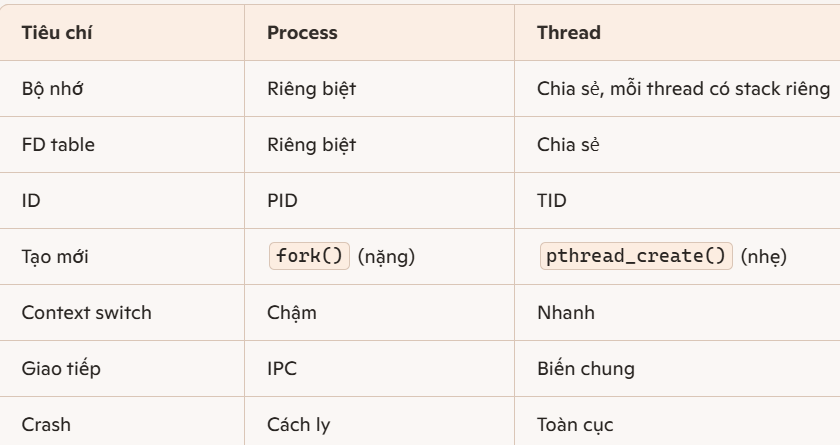 Tiêu chí Process Thread
Bộ nhớ Riêng biệt Chia sẻ, mỗi thread có stack riêng
FD table Riêng biệt Chia sẻ
ID PID TID
Tạo mới fork() (nặng) pthread_create() (nhẹ)
Context switch Chậm Nhanh
Giao tiếp IPC Biến chung
Crash Cách ly Toàn cục